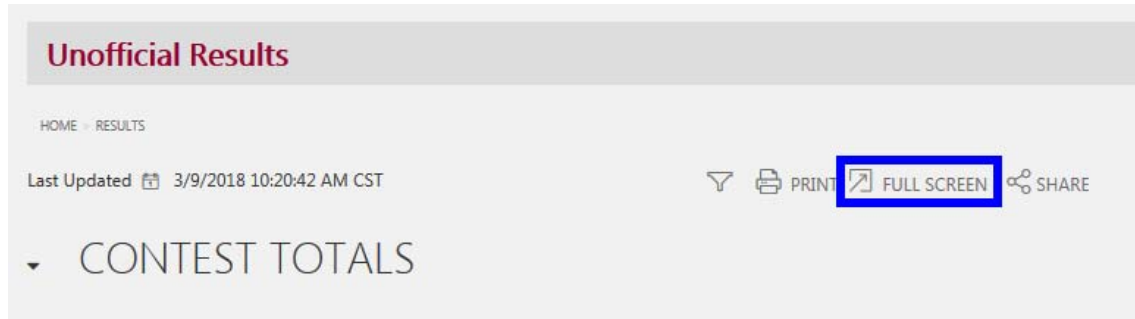 Unofficial Results
HOME > RESULTS
Last Updated 3/9/2018 10:20:42 AM CST
PRINT FULL SCREEN SHARE
CONTEST TOTALS